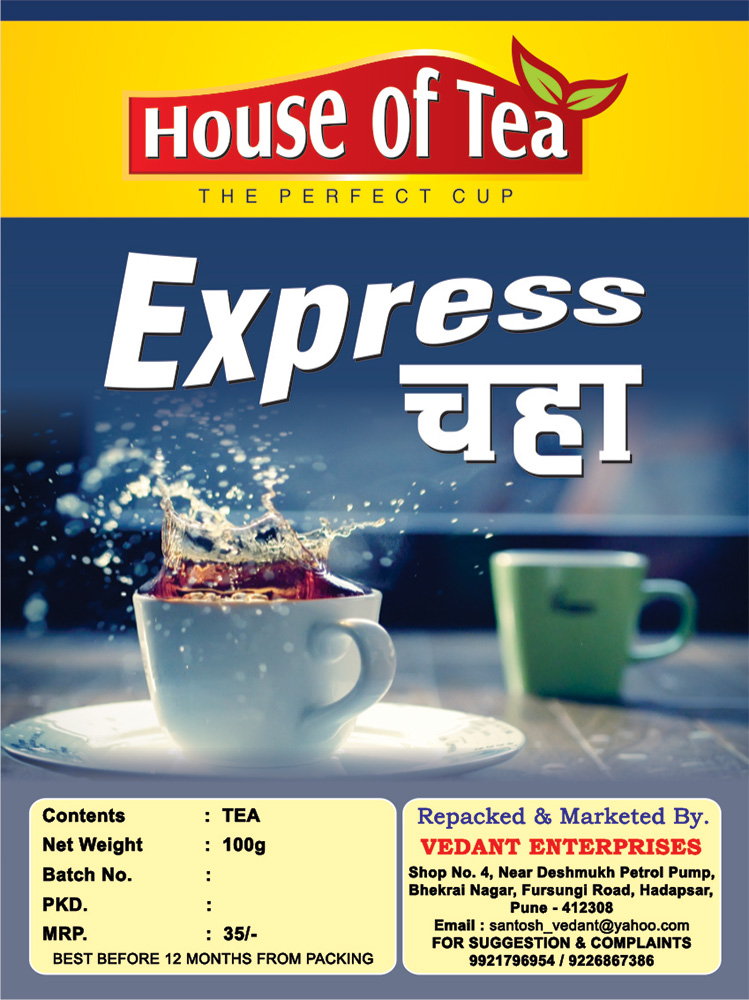 House of Tea
THE PERFECT CUP
Express
चहा
Contents : TEA
Net Weight : 100g
Batch No. :
PKD. :
MRP. : 35/-
BEST BEFORE 12 MONTHS FROM PACKING
Repacked & Marketed By.
VEDANT ENTERPRISES
Shop No. 4, Near Deshmukh Petrol Pump,
Bhekrai Nagar, Fursungi Road, Hadapsar,
Pune - 412308
Email : santosh_vedant@yahoo.com
FOR SUGGESTION & COMPLAINTS
9921796954 / 9226867386